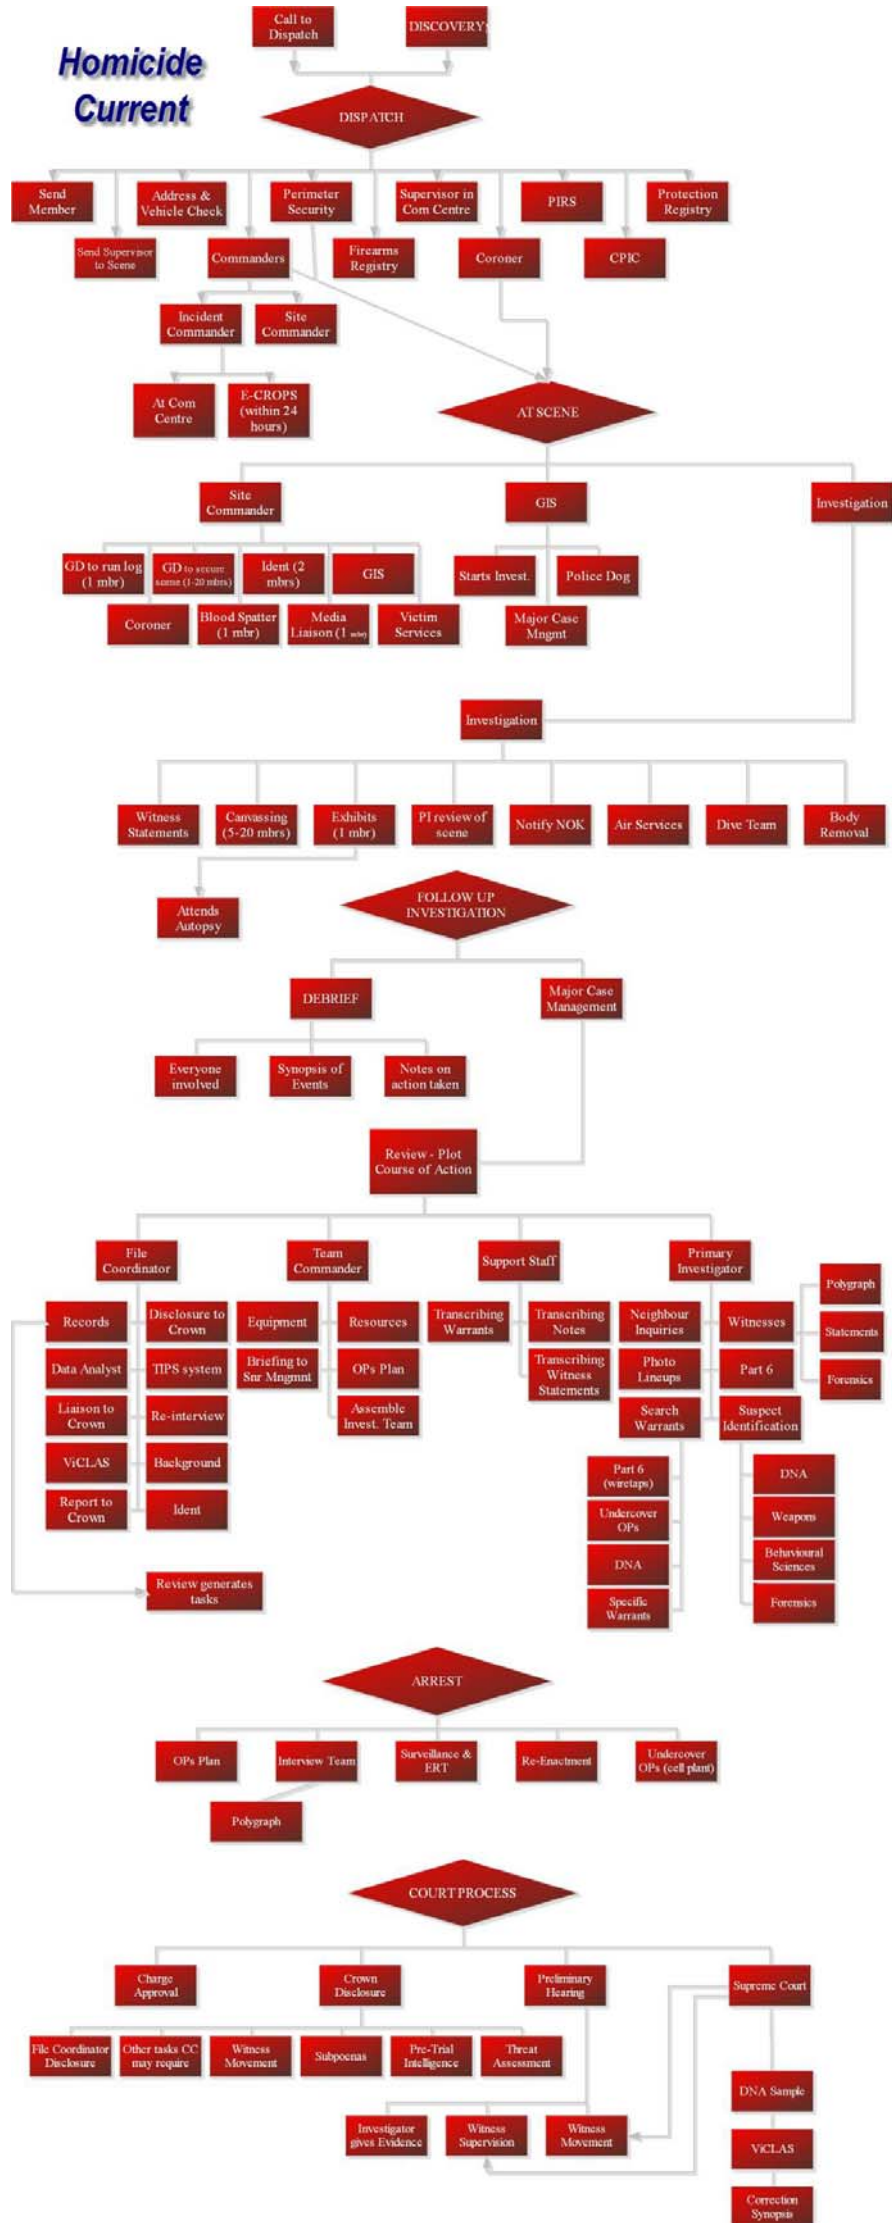 Homicide
Current
Call to
Dispatch
DISCOVERY
DISPATCH
Send
Member
Address &
Vehicle Check
Perimeter
Security
Supervisor in
Com Centre
PIRS
Protection
Registry
Send Supervisor
to Scene
Commanders
Firearms
Registry
Coroner
CPIC
Incident
Commander
Site
Commander
At Com
Centre
E-CROPS
(within 24
hours)
AT SCENE
Site
Commander
GIS
Investigation
GD to run log
(1 mbr)
GD to secure
scene (1-20 mbrs)
Ident (2
mbrs)
GIS
Coroner
Blood Spatter
(1 mbr)
Media
Liaison (1 mbr)
Victim
Services
Starts Invest.
Police Dog
Major Case
Mngmt
Investigation
Witness
Statements
Canvassing
(5-20 mbrs)
Exhibits
(1 mbr)
PI review of
scene
Notify NOK
Air Services
Dive Team
Body
Removal
Attends
Autopsy
FOLLOW UP
INVESTIGATION
DEBRIEF
Major Case
Management
Everyone
involved
Synopsis of
Events
Notes on
action taken
Review - Plot
Course of Action
File
Coordinator
Team
Commander
Support Staff
Primary
Investigator
Records
Disclosure to
Crown
Data Analyst
TIPS system
Liaison to
Crown
Re-interview
ViCLAS
Background
Report to
Crown
Ident
Review generates
tasks
Equipment
Resources
Briefing to
Snr Mngmnt
OPs Plan
Assemble
Invest. Team
Transcribing
Warrants
Transcribing
Notes
Transcribing
Witness
Statements
Neighbour
Inquiries
Witnesses
Photo
Lineups
Part 6
Search
Warrants
Suspect
Identification
Polygraph
Statements
Forensics
Part 6
(wiretaps)
Undercover
OPs
DNA
Specific
Warrants
DNA
Weapons
Behavioural
Sciences
Forensics
ARREST
OPs Plan
Interview Team
Surveillance &
ERT
Re-Enactment
Undercover
OPs (cell plant)
Polygraph
COURT PROCESS
Charge
Approval
Crown
Disclosure
Preliminary
Hearing
Supreme Court
File Coordinator
Disclosure
Other tasks CC
may require
Witness
Movement
Subpoenas
Pre-Trial
Intelligence
Threat
Assessment
Investigator
gives Evidence
Witness
Supervision
Witness
Movement
DNA Sample
ViCLAS
Correction
Synopsis